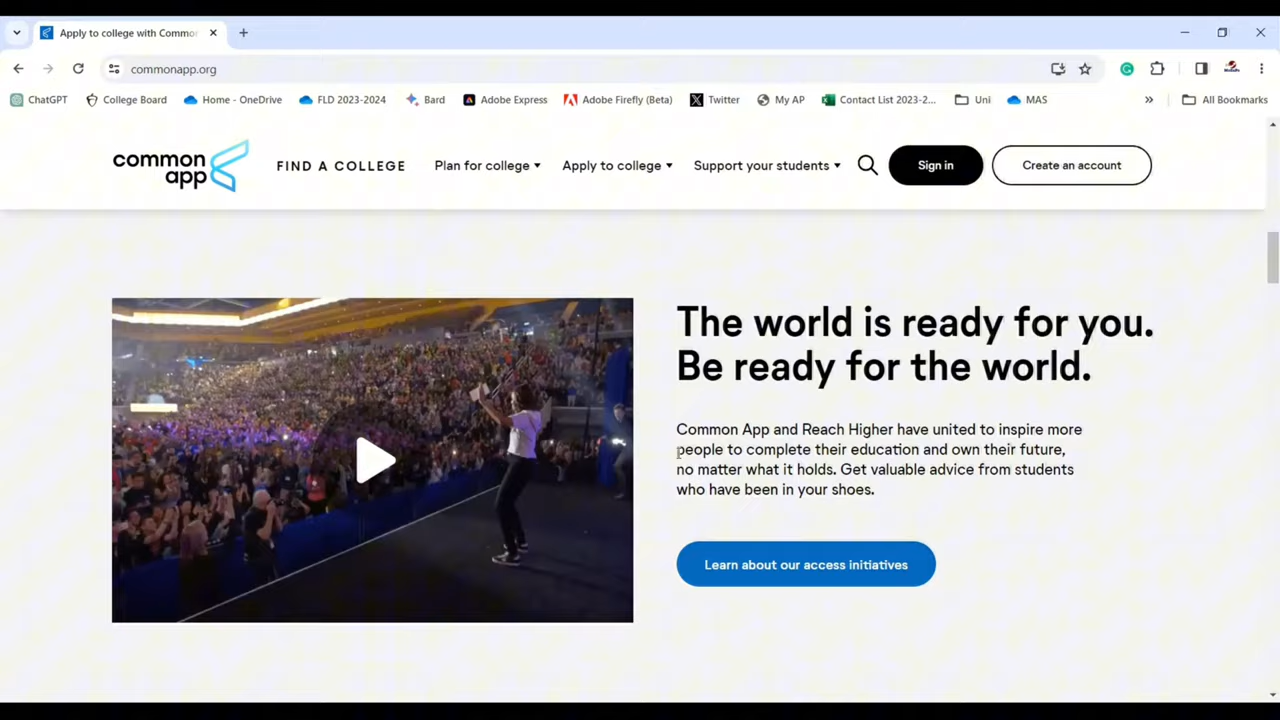 Apply to college with Commo
commonapp.org
ChatGPT
College Board
Home - OneDrive
FLD 2023-2024
Bard
Adobe Express
Adobe Firefly (Beta)
Twitter
My AP
Contact List 2023-2...
Uni
MAS
»
All Bookmarks
common app
FIND A COLLEGE
Plan for college
Apply to college
Support your students
Sign in
Create an account
The world is ready for you.
Be ready for the world.
Common App and Reach Higher have united to inspire more
people to complete their education and own their future,
no matter what it holds. Get valuable advice from students
who have been in your shoes.
Learn about our access initiatives